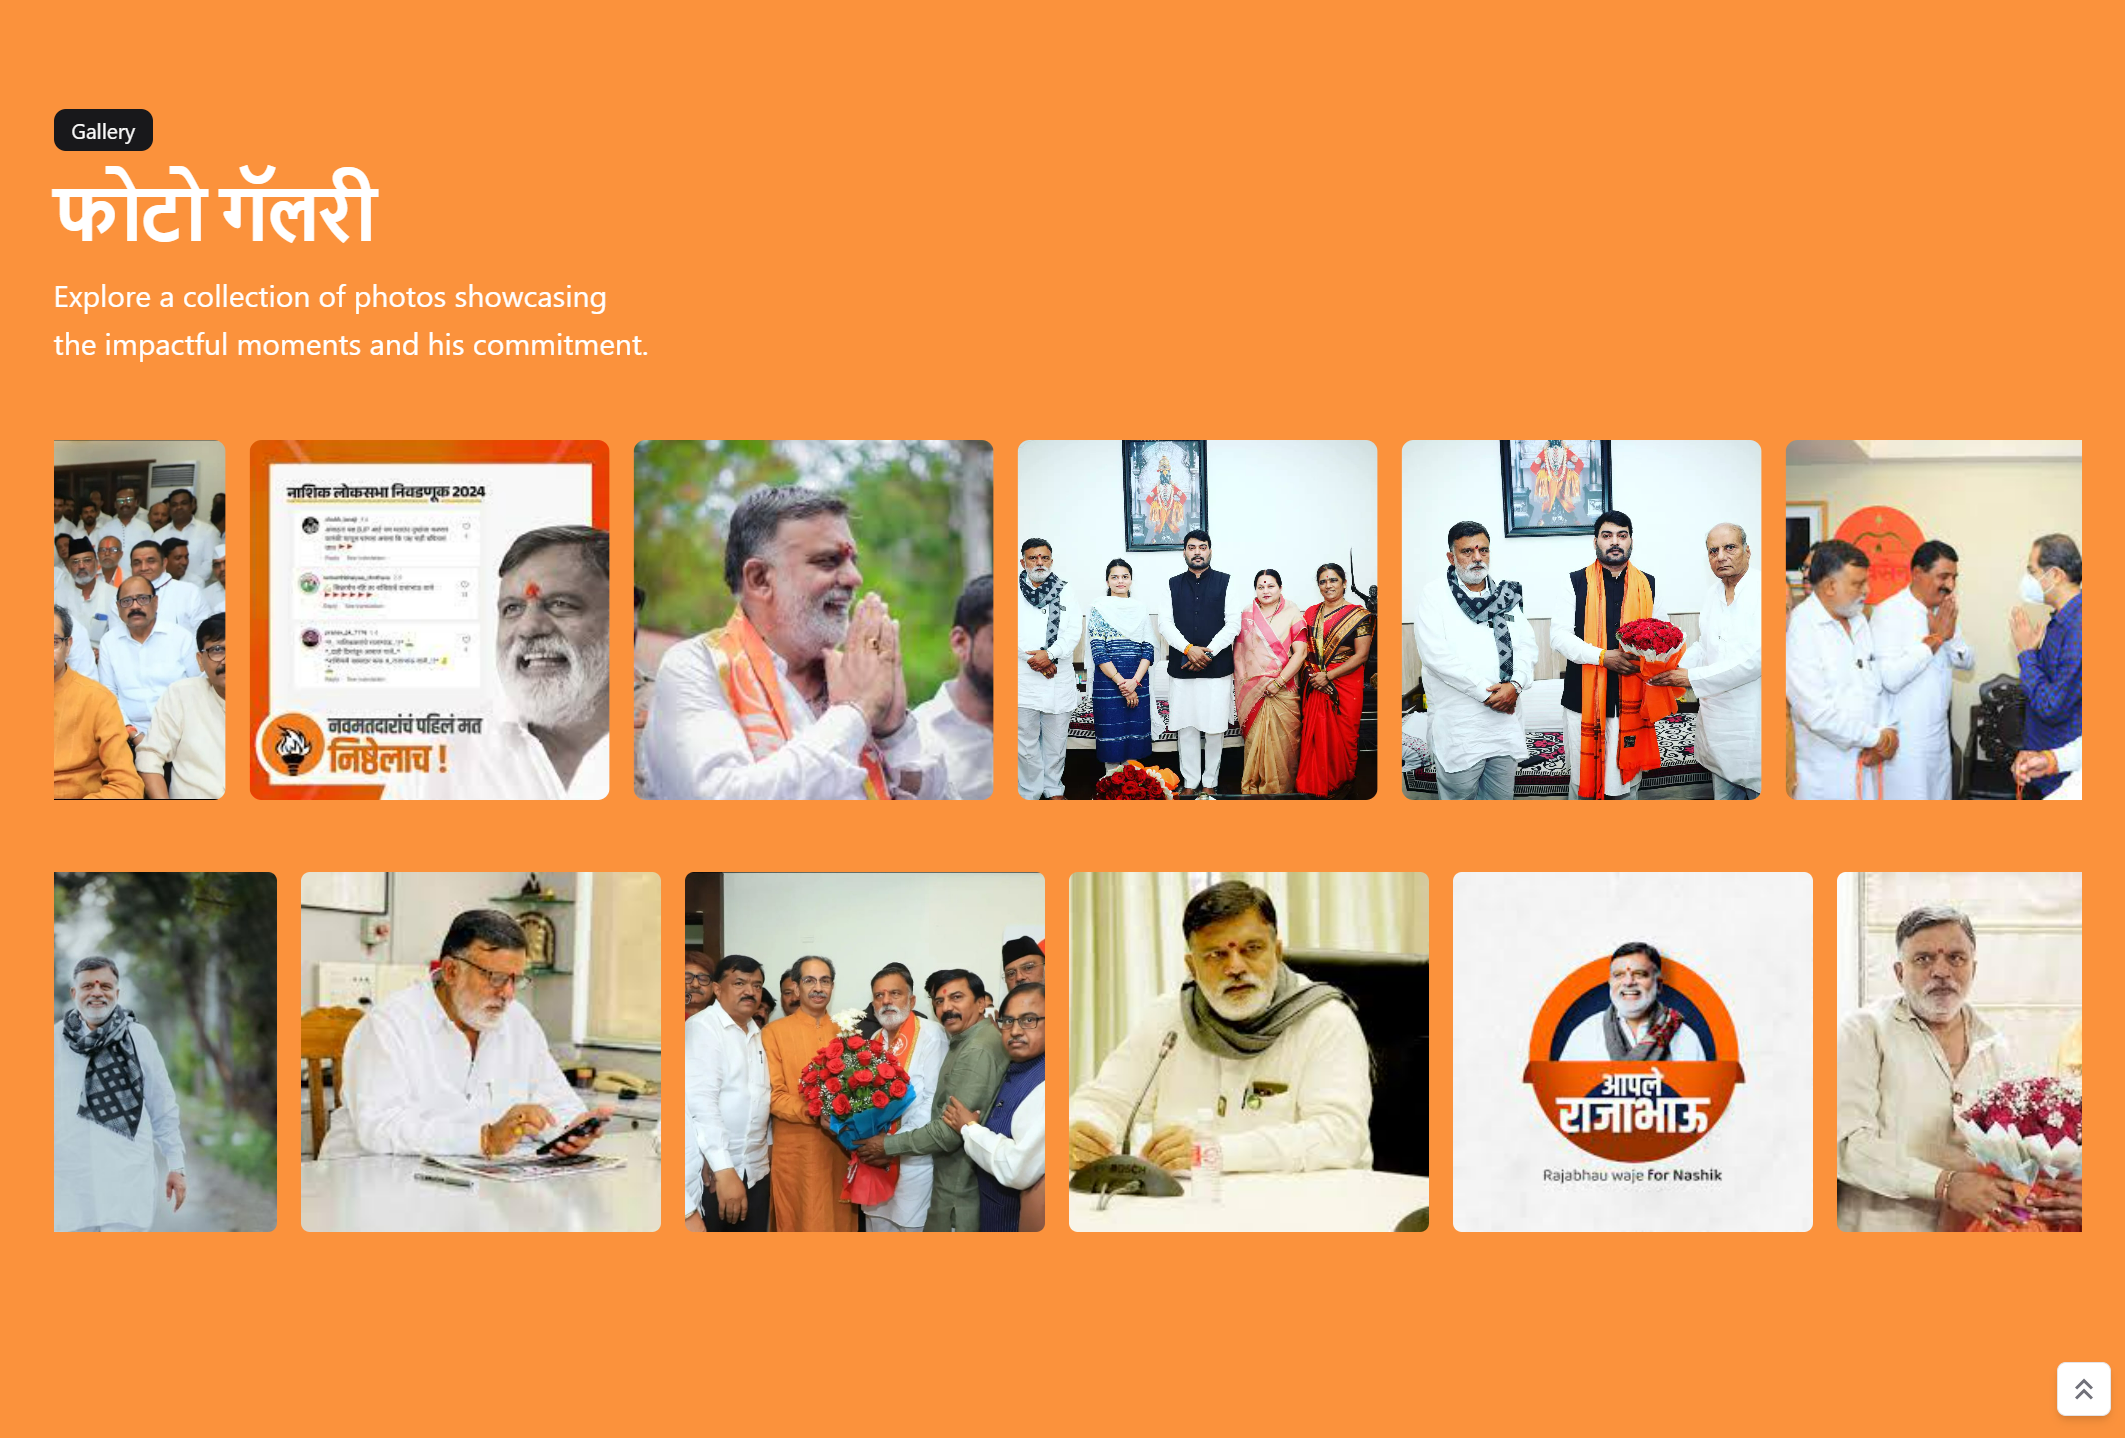 Gallery
फोटो गॅलरी
Explore a collection of photos showcasing
the impactful moments and his commitment.
नाशिक लोकसभा निवडणूक 2024
नवमतदारांचं पहिलं मत
निष्ठेलाच !
आपले
राजाभाऊ
Rajabhau waje for Nashik